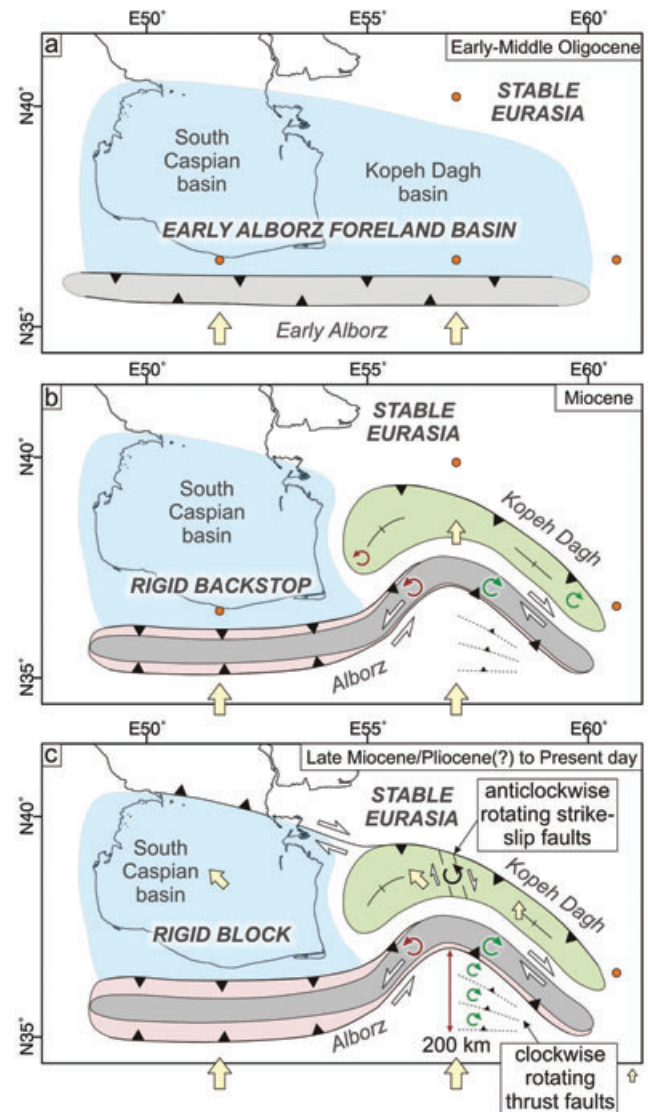 E50° E55° E60°
a
Early-Middle Oligocene
N40°
STABLE
EURASIA
South
Caspian
basin
Kopeh Dagh
basin
EARLY ALBORZ FORELAND BASIN
N35°
Early Alborz
E50° E55° E60°
b
Miocene
N40°
STABLE
EURASIA
South
Caspian
basin
Kopeh Dagh
RIGID BACKSTOP
N35°
Alborz
E50° E55° E60°
c
Late Miocene/Pliocene(?) to Present day
N40°
STABLE
EURASIA
anticlockwise
rotating strike-
slip faults
South
Caspian
basin
Kopeh Dagh
RIGID BLOCK
N35°
Alborz
200 km
clockwise
rotating
thrust faults